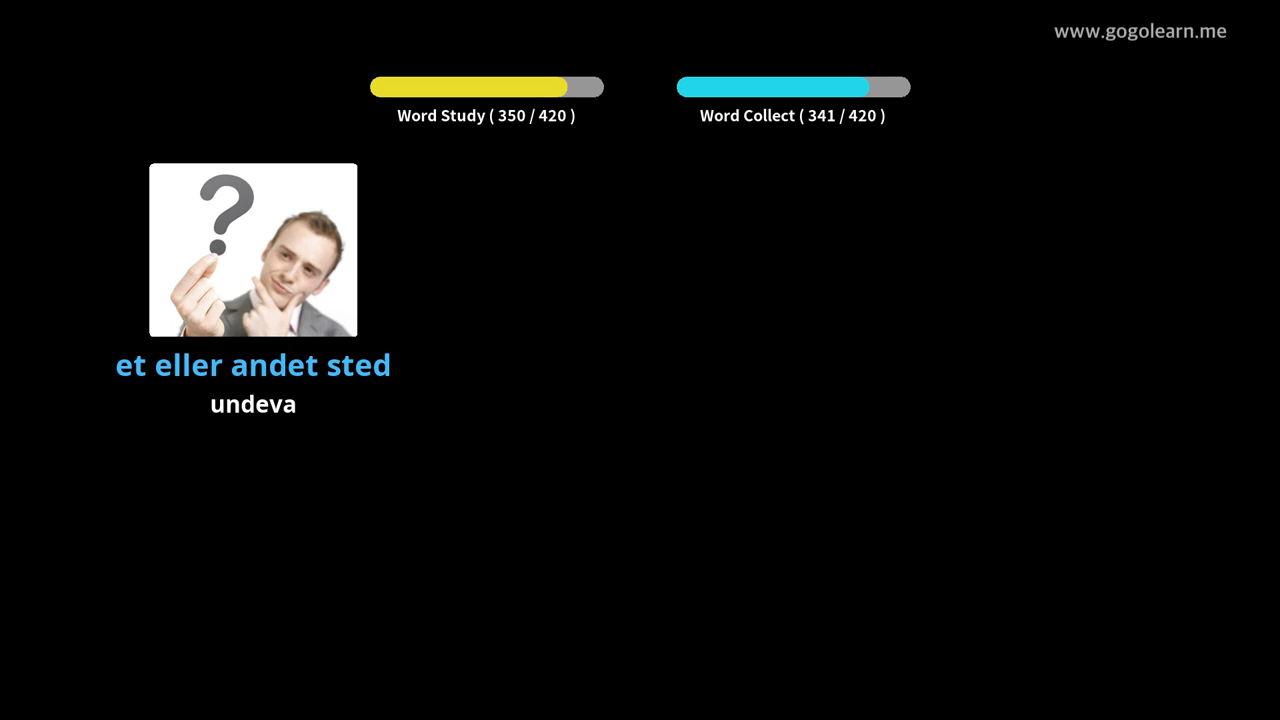 www.gogolearn.me
Word Study ( 350 / 420 )
Word Collect ( 341 / 420 )
?
et eller andet sted
undeva